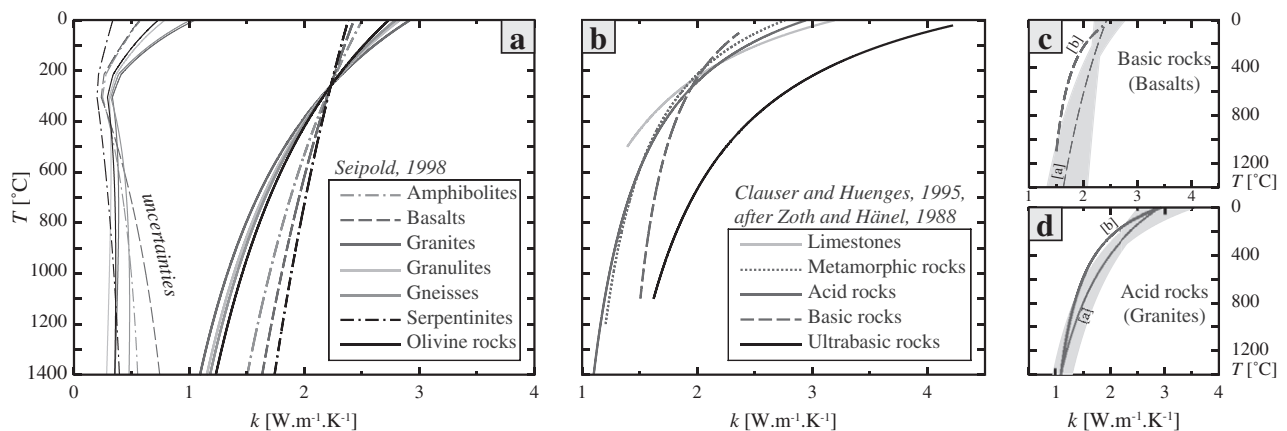 a
b
c
d
0
200
400
600
800
1000
1200
1400
T [°C]
0
1
2
3
4
k [W.m⁻¹.K⁻¹]
uncertainties
Seipold, 1998
Amphibolites
Basalts
Granites
Granulites
Gneisses
Serpentinites
Olivine rocks
1
2
3
4
k [W.m⁻¹.K⁻¹]
Clauser and Huenges, 1995,
after Zoth and Hänel, 1988
Limestones
Metamorphic rocks
Acid rocks
Basic rocks
Ultrabasic rocks
[b]
[a]
Basic rocks
(Basalts)
0
400
800
1200
T [°C]
1
2
3
4
[b]
[a]
Acid rocks
(Granites)
0
400
800
1200
T [°C]
1
2
3
4
k [W.m⁻¹.K⁻¹]